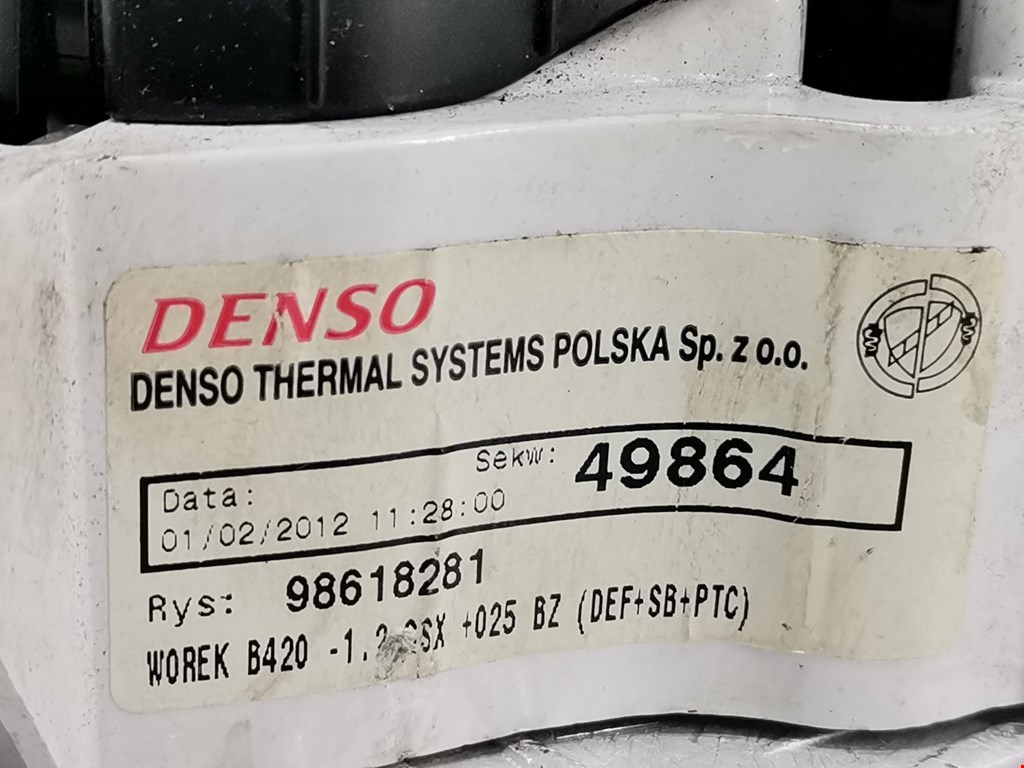 DENSO
DENSO THERMAL SYSTEMS POLSKA Sp. z o.o.
Sekw: 49864
Data:
01/02/2012 11:28:00
Rys: 98618281
WOREK B420 +025 BZ (DEF+SB+PTC)